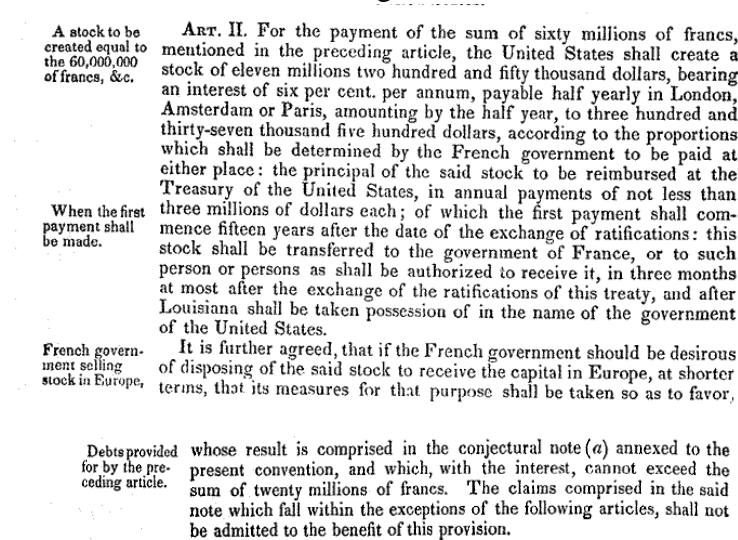 A stock to be
created equal to
the 60,000,000
of francs, &c.
ART. II. For the payment of the sum of sixty millions of francs,
mentioned in the preceding article, the United States shall create a
stock of eleven millions two hundred and fifty thousand dollars, bearing
an interest of six per cent. per annum, payable half yearly in London,
Amsterdam or Paris, amounting by the half year, to three hundred and
thirty-seven thousand five hundred dollars, according to the proportions
which shall be determined by the French government to be paid at
either place: the principal of the said stock to be reimbursed at the
Treasury of the United States, in annual payments of not less than
When the first
payment shall
be made.
three millions of dollars each; of which the first payment shall com-
mence fifteen years after the date of the exchange of ratifications: this
stock shall be transferred to the government of France, or to such
person or persons as shall be authorized to receive it, in three months
at most after the exchange of the ratifications of this treaty, and after
Louisiana shall be taken possession of in the name of the government
of the United States.
French govern-
ment selling
stock in Europe,
It is further agreed, that if the French government should be desirous
of disposing of the said stock to receive the capital in Europe, at shorter
terms, that its measures for that purpose shall be taken so as to favor,
Debts provided
for by the pre-
ceding article.
whose result is comprised in the conjectural note (a) annexed to the
present convention, and which, with the interest, cannot exceed the
sum of twenty millions of francs. The claims comprised in the said
note which fall within the exceptions of the following articles, shall not
be admitted to the benefit of this provision.